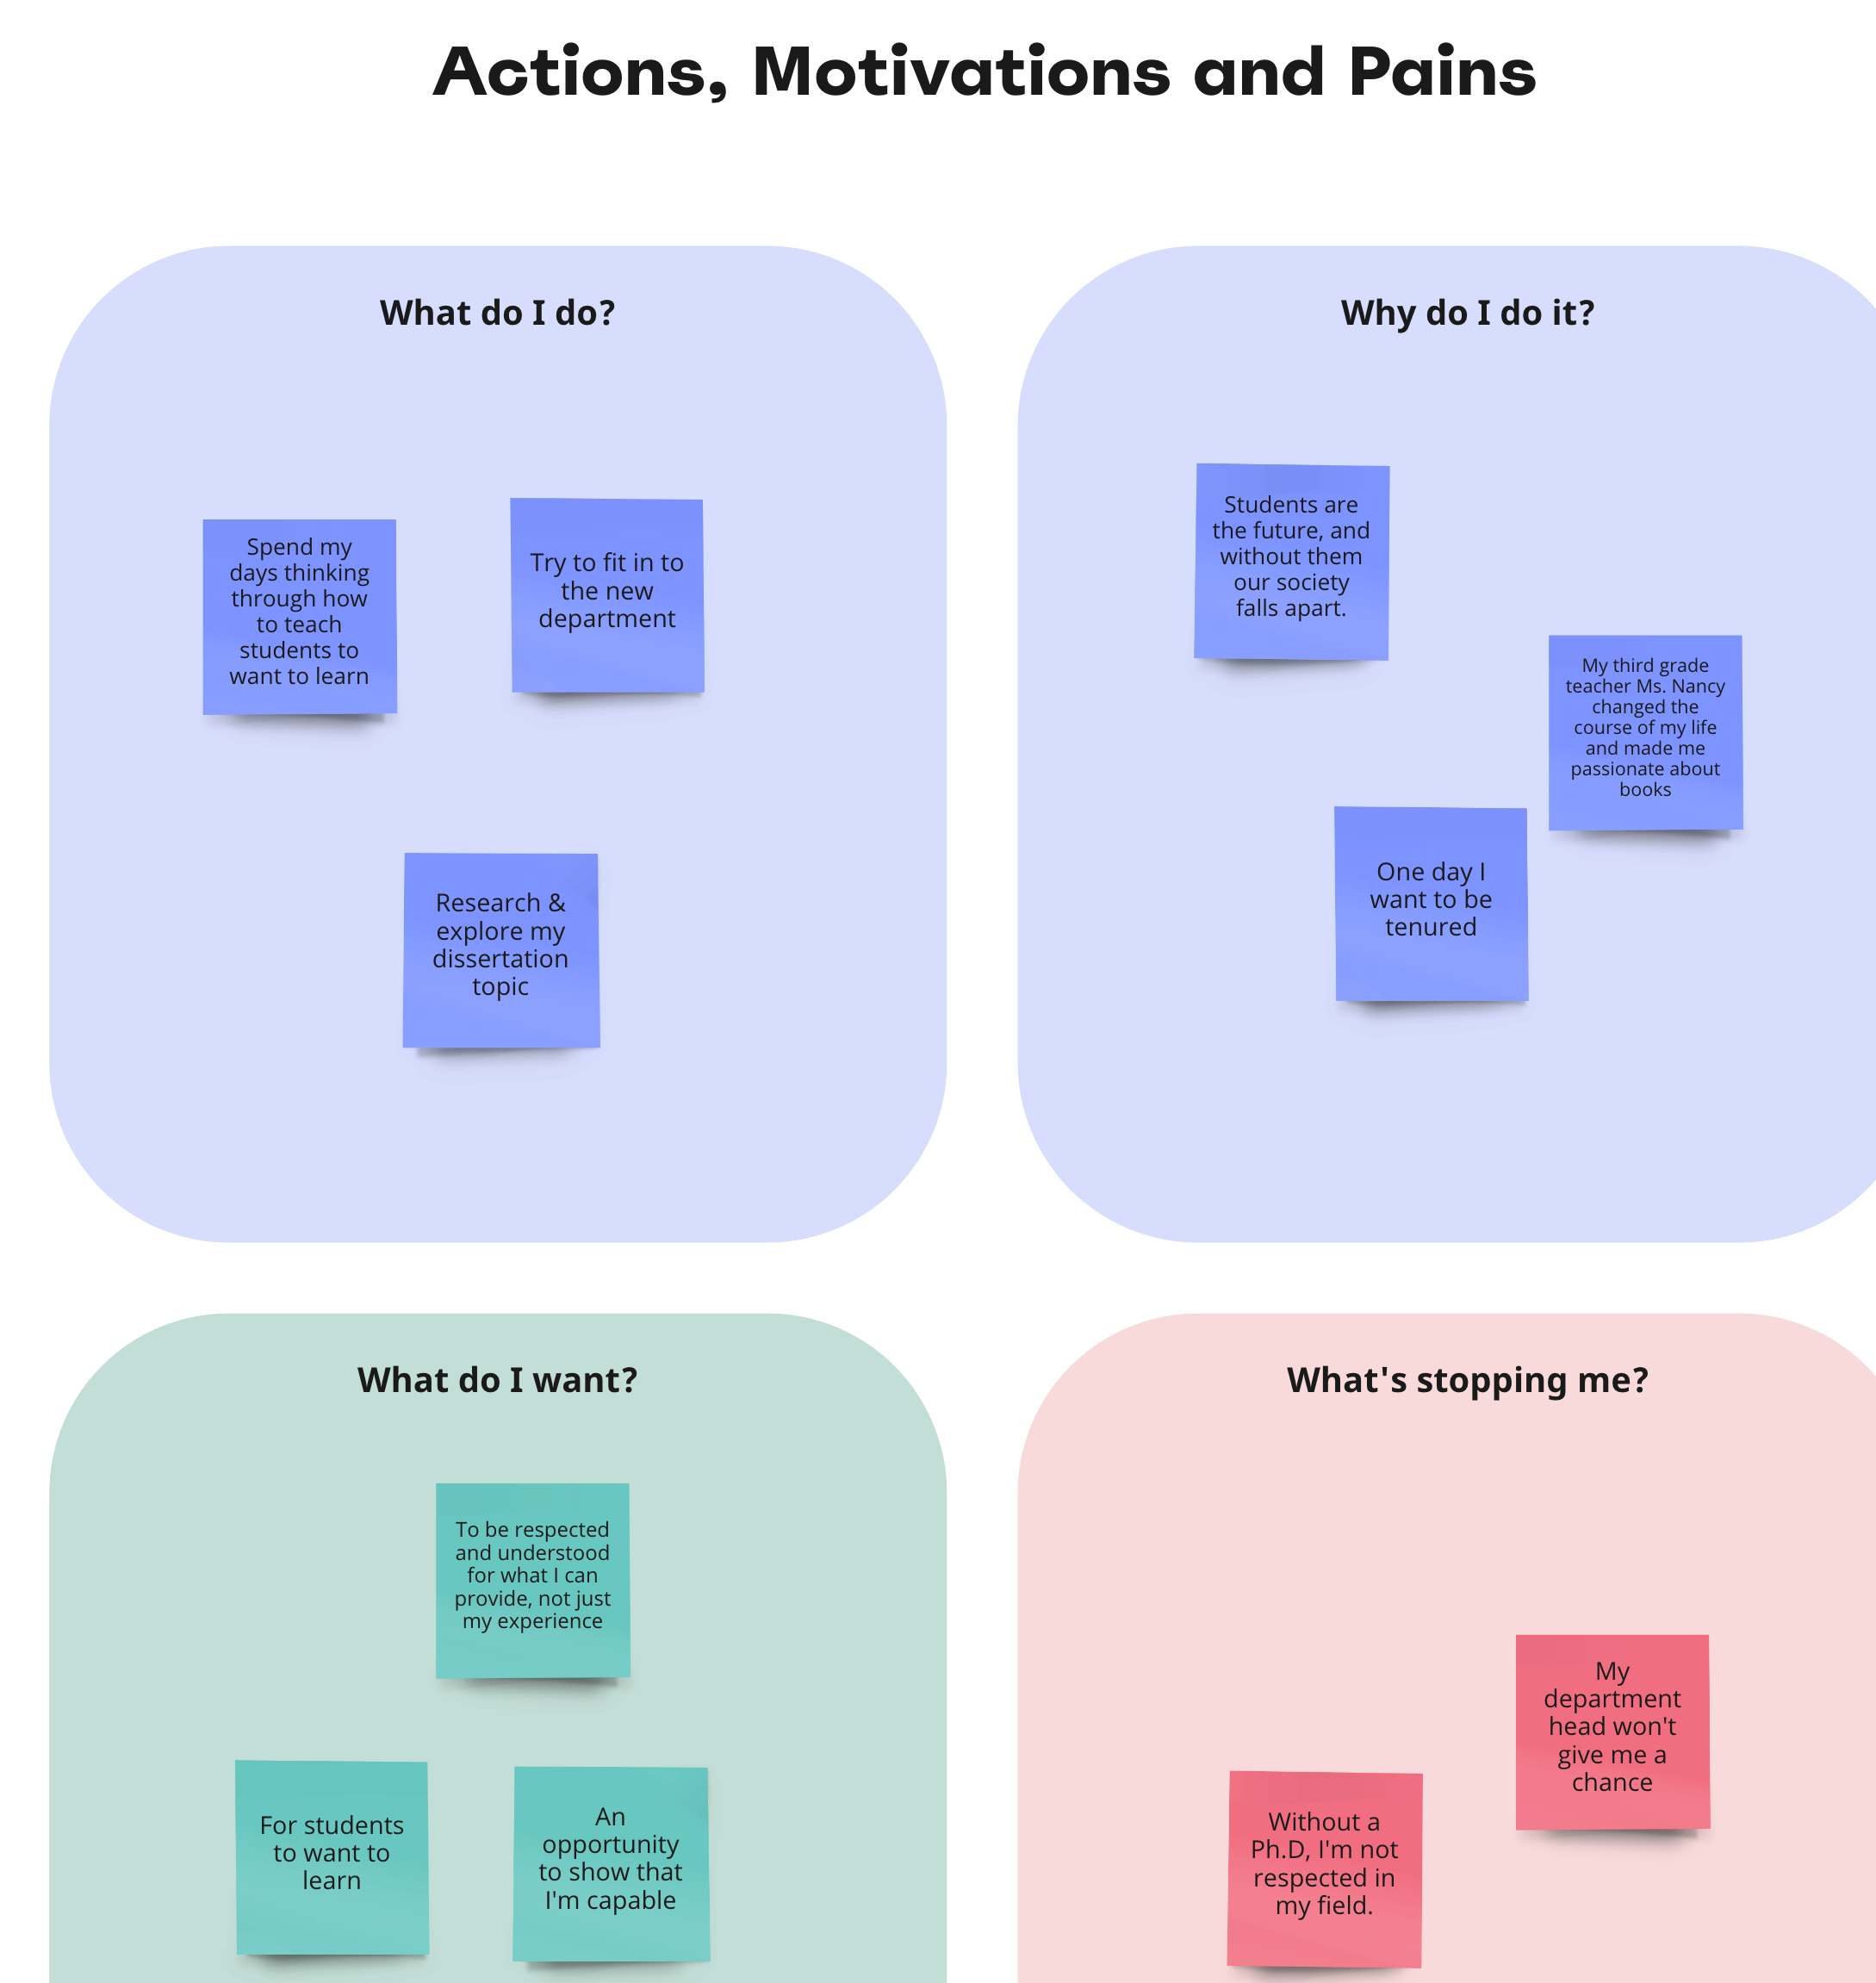 Actions, Motivations and Pains
What do I do?
Spend my
days thinking
through how
to teach
students to
want to learn
Try to fit in to
the new
department
Research &
explore my
dissertation
topic
Why do I do it?
Students are
the future, and
without them
our society
falls apart.
My third grade
teacher Ms. Nancy
changed the
course of my life
and made me
passionate about
books
One day I
want to be
tenured
What do I want?
To be respected
and understood
for what I can
provide, not just
my experience
For students
to want to
learn
An
opportunity
to show that
I'm capable
What's stopping me?
My
department
head won't
give me a
chance
Without a
Ph.D, I'm not
respected in
my field.